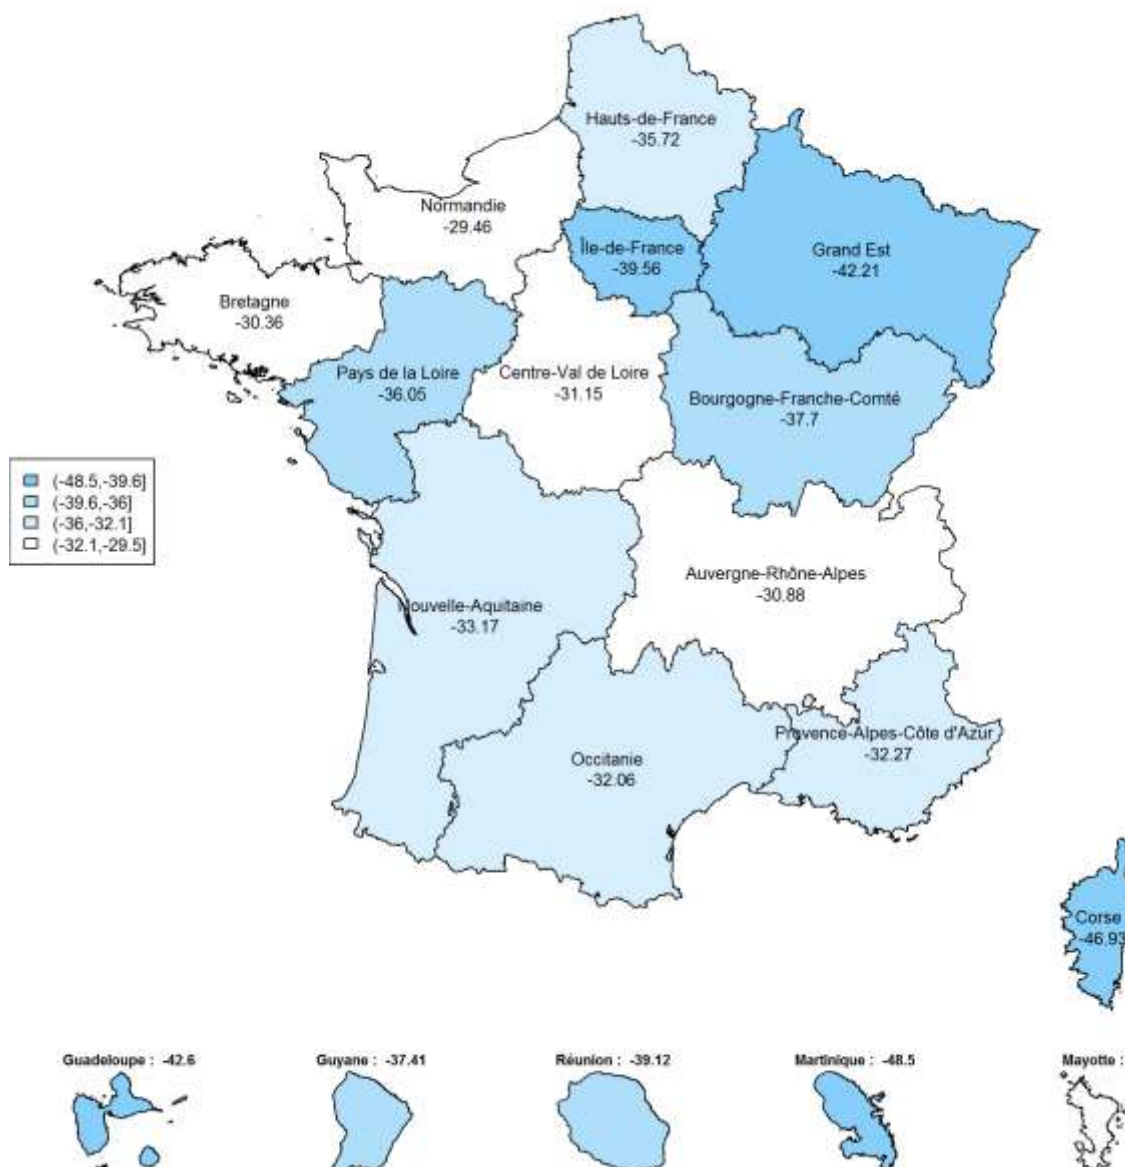 Hauts-de-France
-35.72
Normandie
-29.46
Île-de-France
-39.56
Grand Est
-42.21
Bretagne
-30.36
Pays de la Loire
-36.05
Centre-Val de Loire
-31.15
Bourgogne-Franche-Comté
-37.7
(-48.5,-39.6]
(-39.6,-36]
(-36,-32.1]
(-32.1,-29.5]
Auvergne-Rhône-Alpes
-30.88
Nouvelle-Aquitaine
-33.17
Provence-Alpes-Côte d'Azur
-32.27
Occitanie
-32.06
Corse
-46.93
Guadeloupe : -42.6
Guyane : -37.41
Réunion : -39.12
Martinique : -48.5
Mayotte :